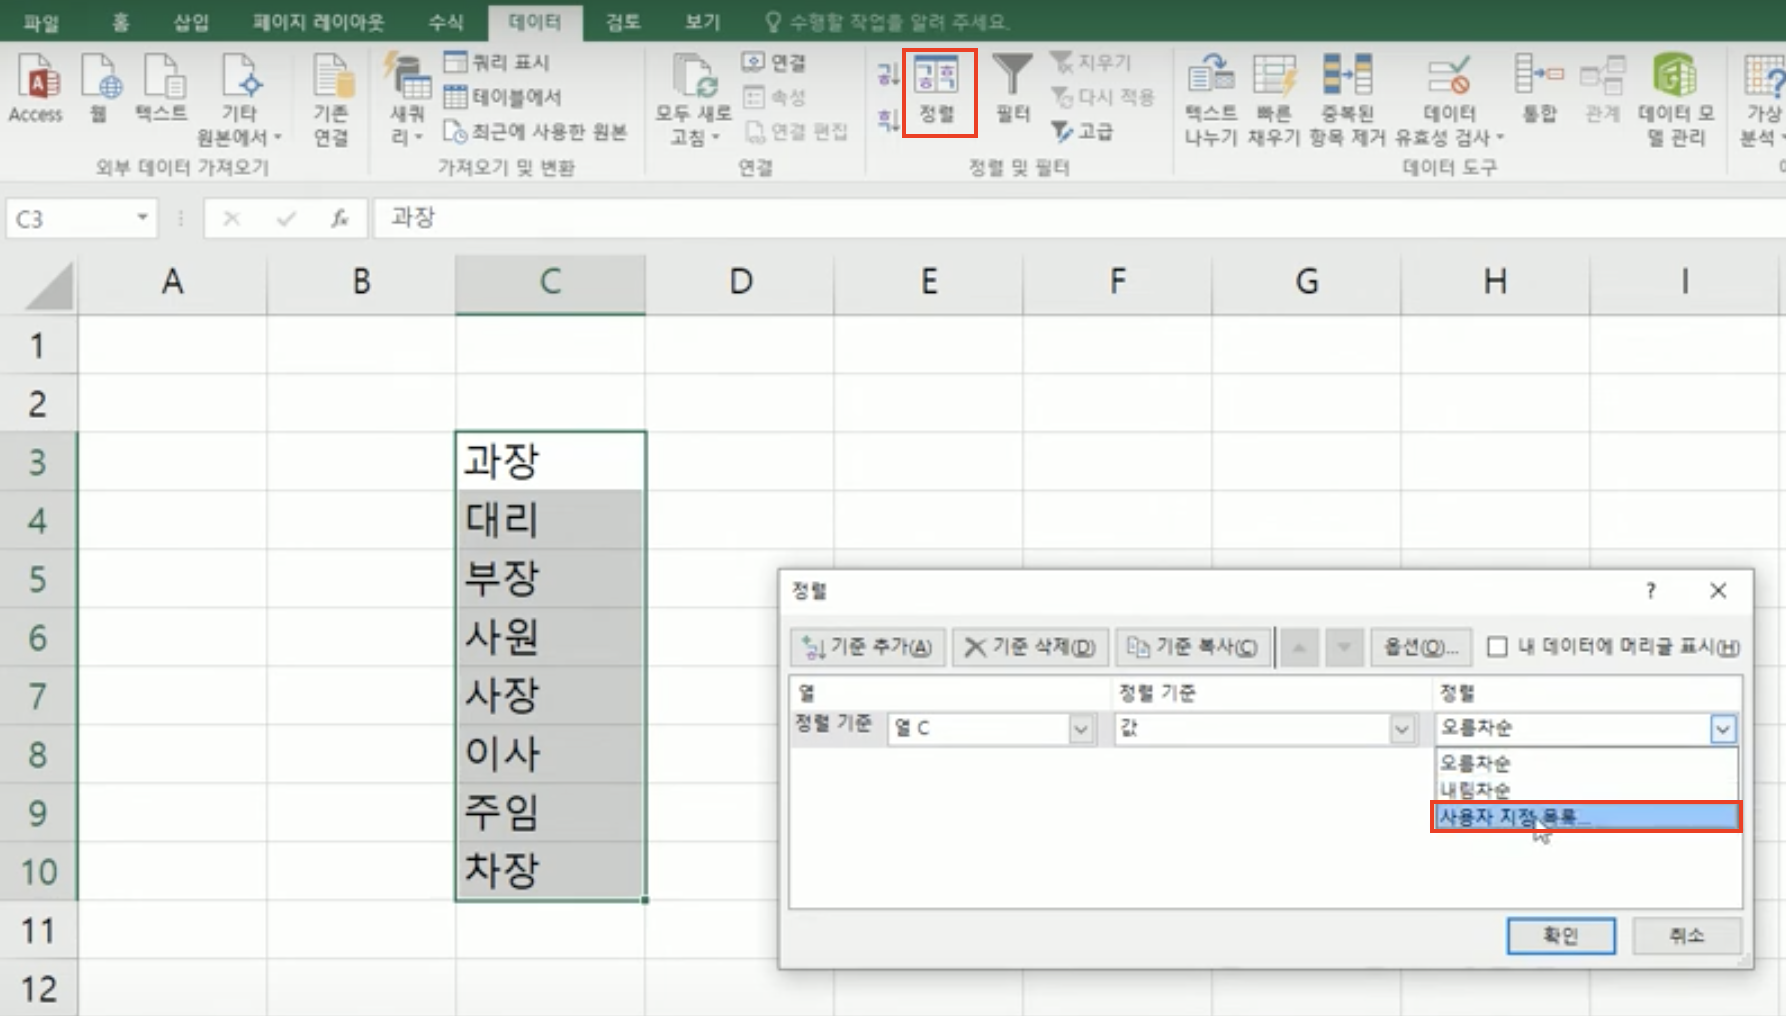 파일 홈 삽입 페이지 레이아웃 수식 데이터 검토 보기 수행할 작업을 알려 주세요.
Access 웹 텍스트 기타 원본에서
기존 연결
외부 데이터 가져오기
새쿼리
쿼리 표시
테이블에서
최근에 사용한 원본
가져오기 및 변환
모두 새로 고침
연결
속성
연결 편집
연결
정렬
필터
지우기
다시 적용
고급
정렬 및 필터
텍스트 나누기
빠른 채우기
중복된 항목 제거
데이터 유효성 검사
통합
관계
데이터 모델 관리
가상 분석
데이터 도구
C3 fx 과장
A B C D E F G H I
1
2
3 과장
4 대리
5 부장
6 사원
7 사장
8 이사
9 주임
10 차장
11
12
정렬 ?
기준 추가(A) 기준 삭제(D) 기준 복사(C) 옵션(O)... 내 데이터에 머리글 표시(H)
열 정렬 기준 정렬
정렬 기준 열 C 값 오름차순
오름차순
내림차순
사용자 지정 목록...
확인 취소